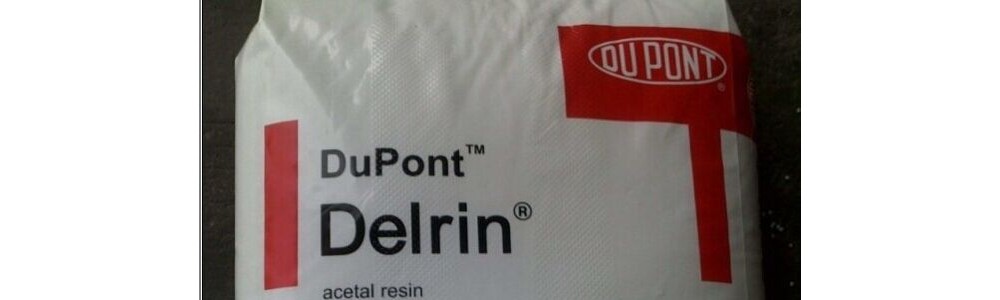 DU PONT®
DuPont™
Delrin®
acetal resin